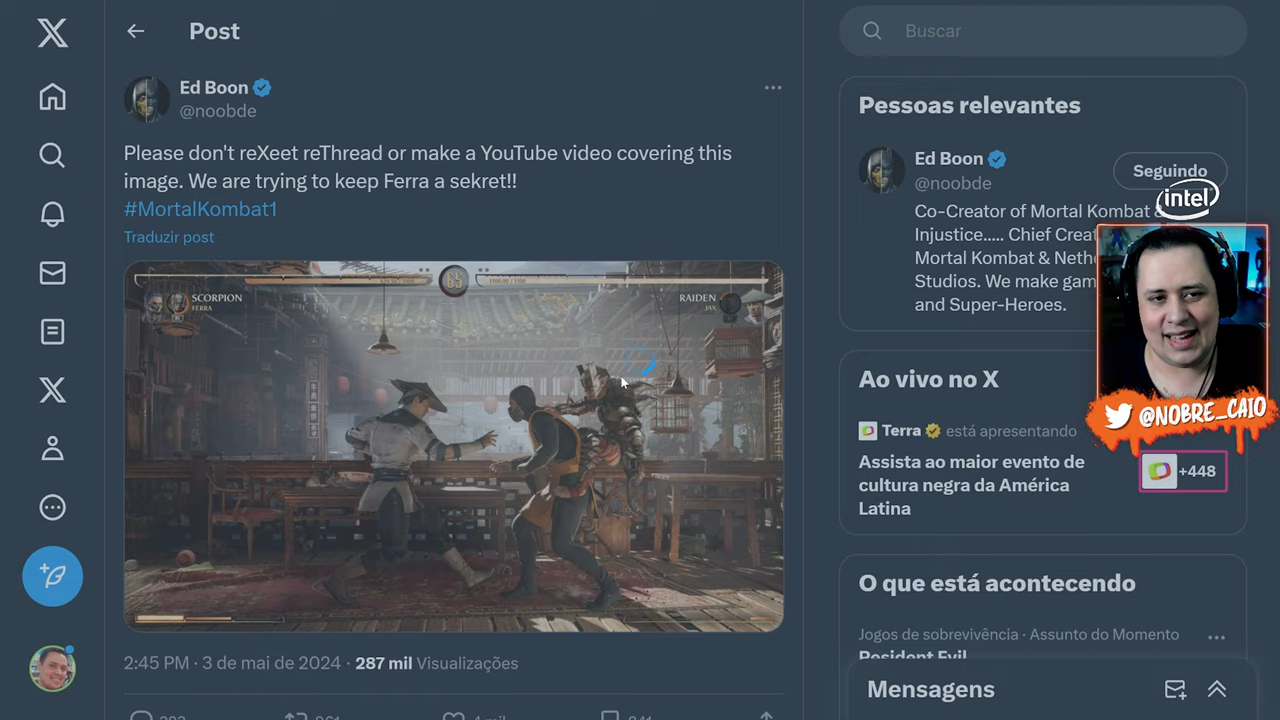 Post
Ed Boon
@noobde
Please don't reXeet reThread or make a YouTube video covering this
image. We are trying to keep Ferra a sekret!!
#MortalKombat1
Traduzir post
65
SCORPION
FERRA
RAIDEN
JAX
2:45 PM · 3 de mai de 2024 · 287 mil Visualizações
Buscar
Pessoas relevantes
Ed Boon
@noobde
Seguindo
Co-Creator of Mortal Kombat &
Injustice..... Chief Creat
Mortal Kombat & Nethe
Studios. We make gam
and Super-Heroes.
intel
@NOBRE_CAIO
Ao vivo no X
Terra está apresentando
Assista ao maior evento de
cultura negra da América
Latina
+448
O que está acontecendo
Jogos de sobrevivência · Assunto do Momento
Resident Evil
Mensagens